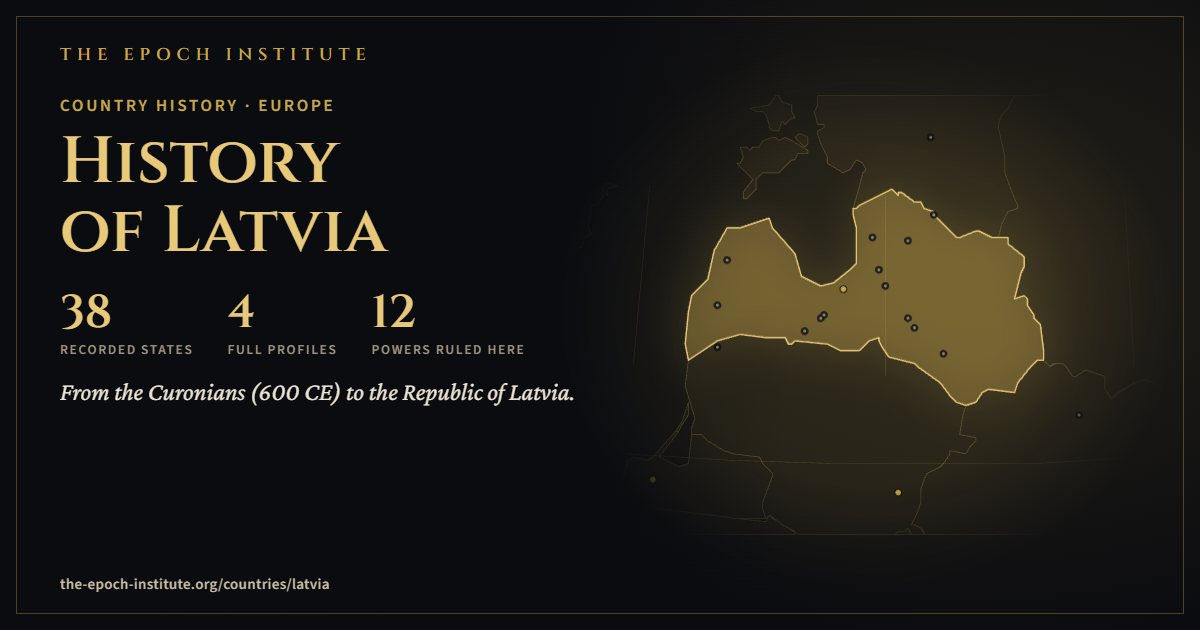 THE EPOCH INSTITUTE
COUNTRY HISTORY · EUROPE
HISTORY
OF LATVIA
38 4 12
RECORDED STATES FULL PROFILES POWERS RULED HERE
From the Curonians (600 CE) to the Republic of Latvia.
the-epoch-institute.org/countries/latvia